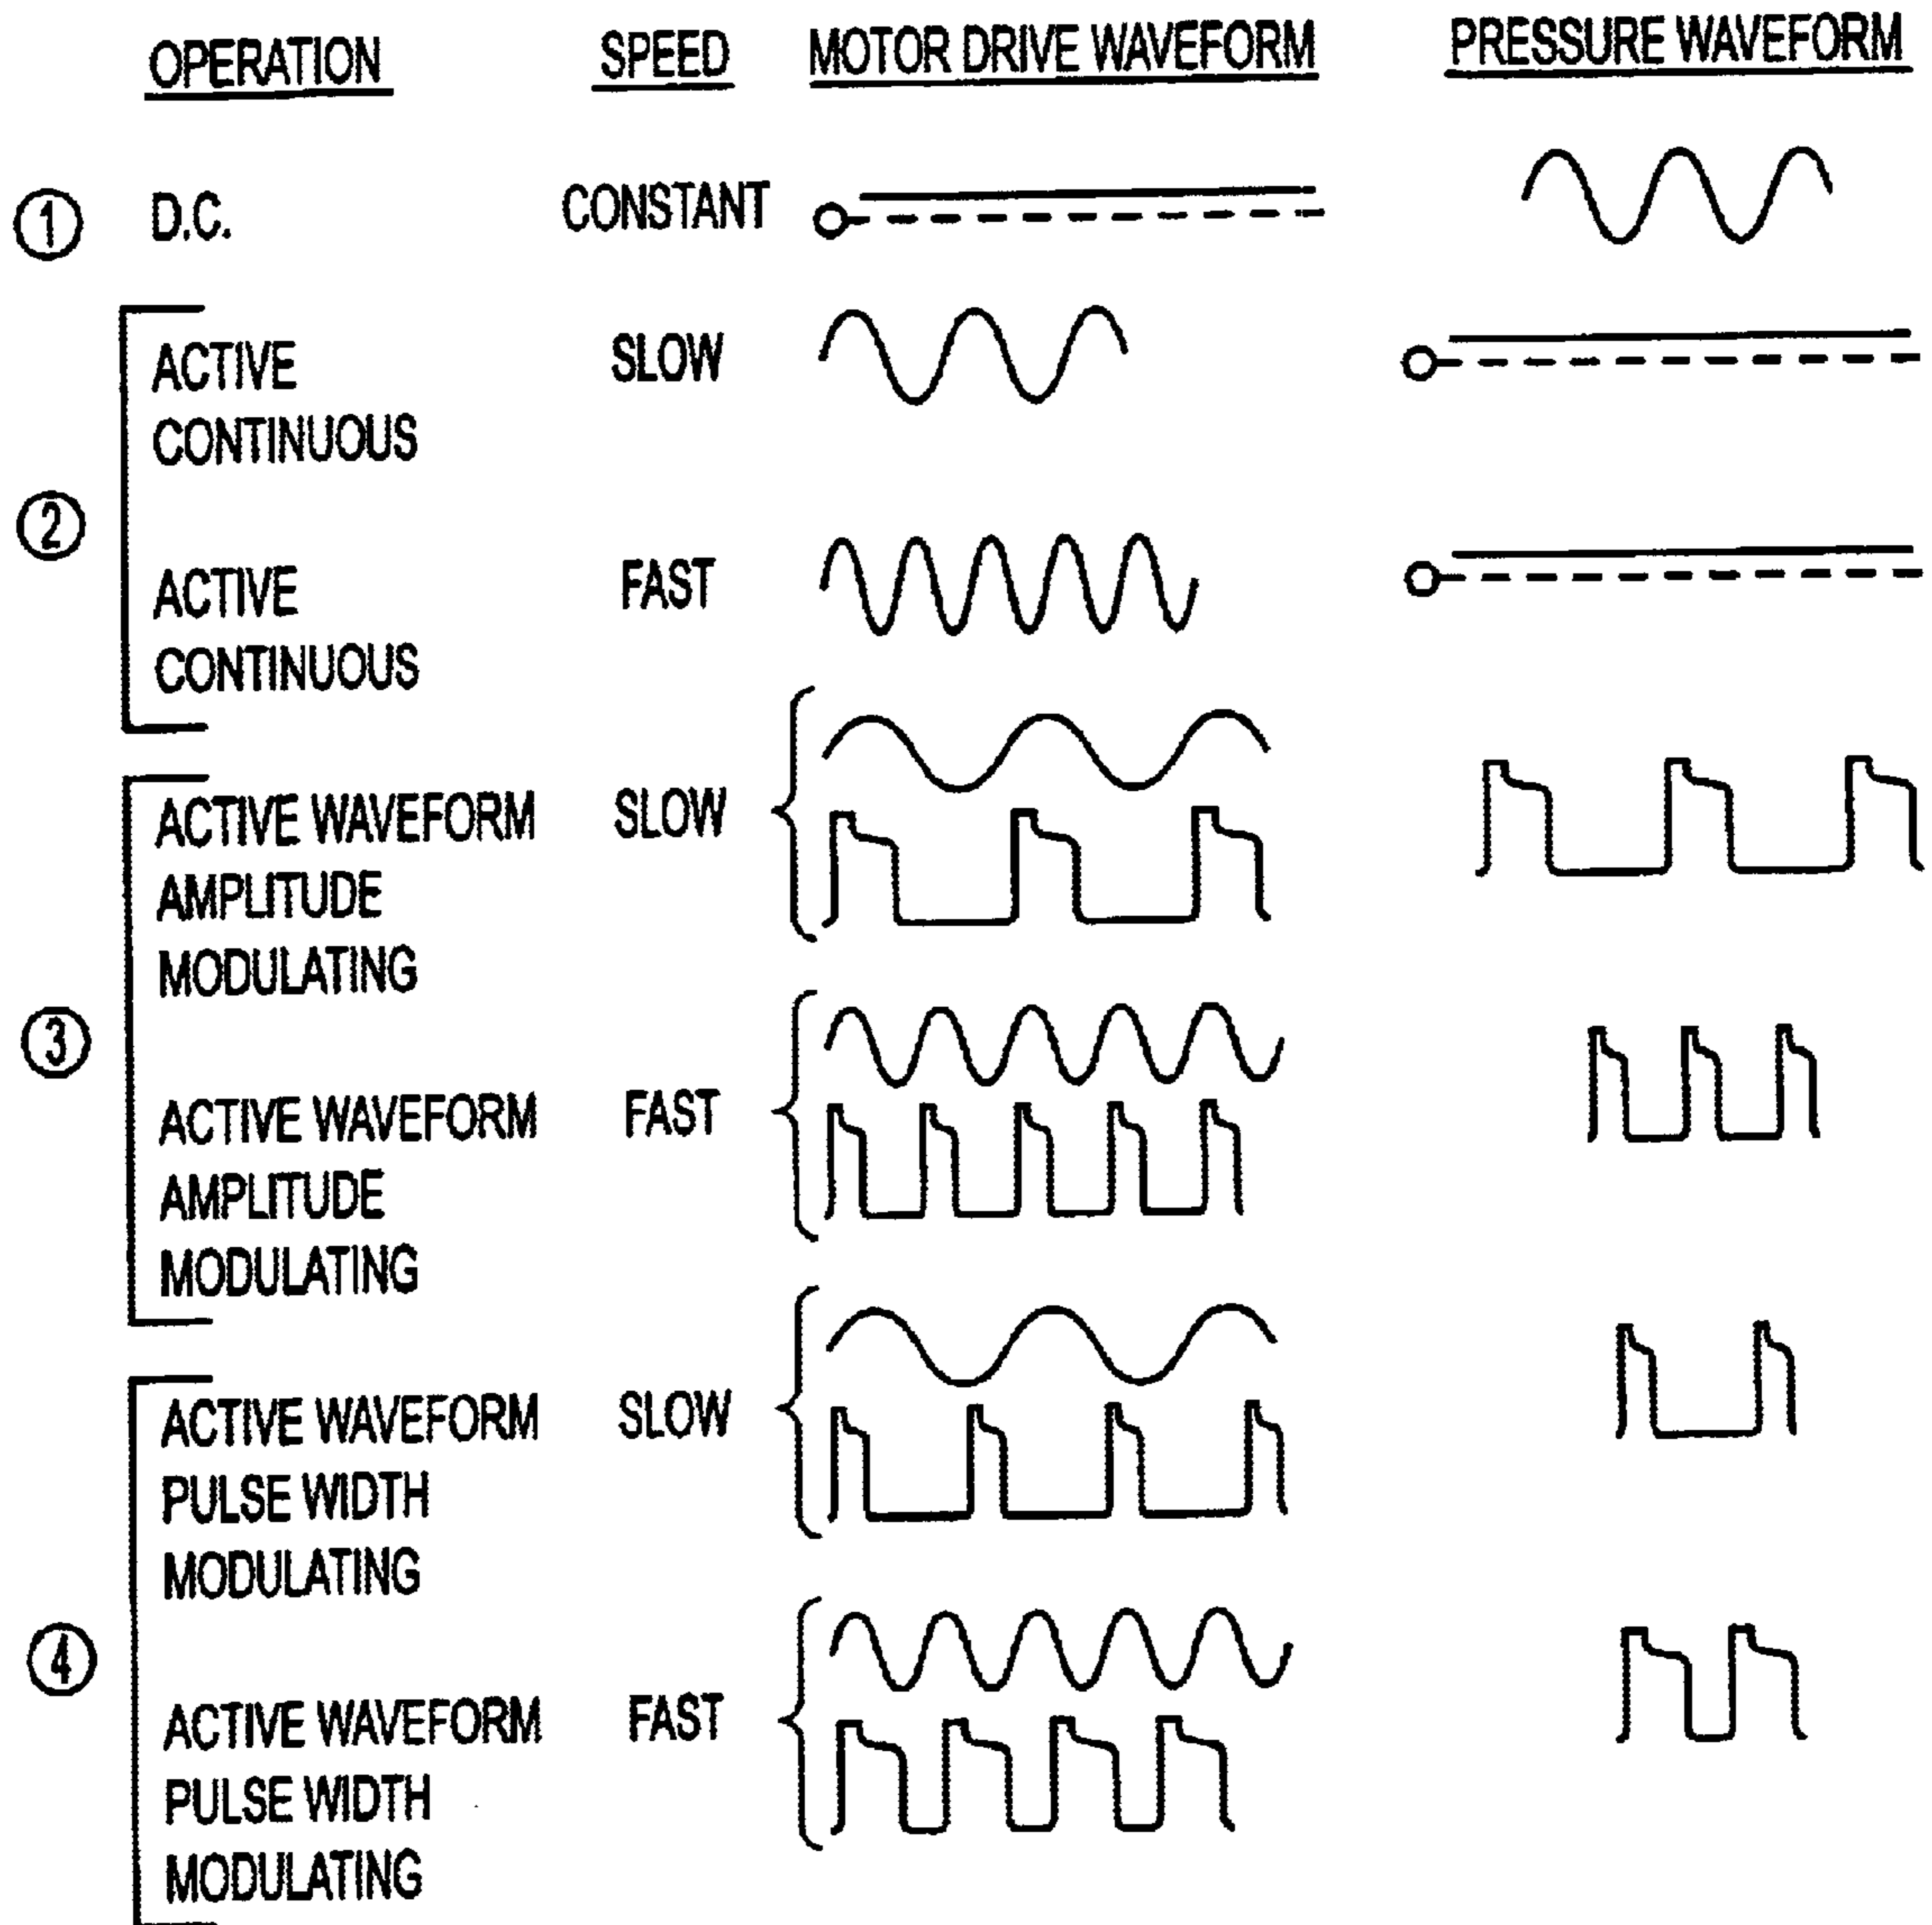 OPERATION SPEED MOTOR DRIVE WAVEFORM PRESSURE WAVEFORM
1 D.C. CONSTANT
2
ACTIVE SLOW
CONTINUOUS
ACTIVE FAST
CONTINUOUS
3
ACTIVE WAVEFORM SLOW
AMPLITUDE
MODULATING
ACTIVE WAVEFORM FAST
AMPLITUDE
MODULATING
4
ACTIVE WAVEFORM SLOW
PULSE WIDTH
MODULATING
ACTIVE WAVEFORM FAST
PULSE WIDTH
MODULATING